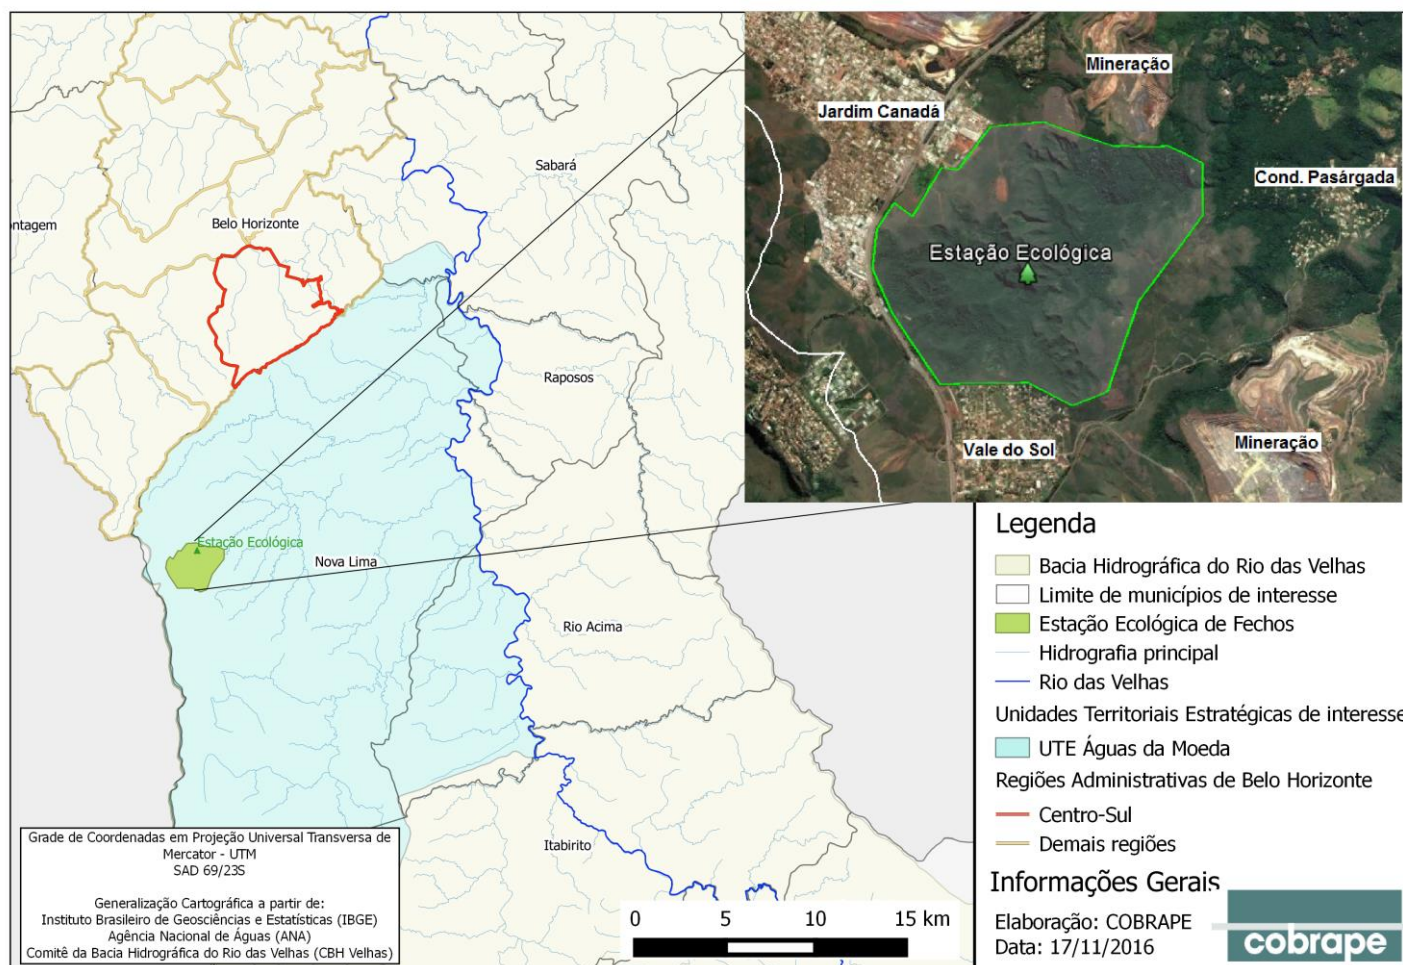 Sabará
Belo Horizonte
ontagem
Raposos
Estação Ecológica
Nova Lima
Rio Acima
Itabirito
Mineração
Jardim Canadá
Cond. Pasárgada
Estação Ecológica
Vale do Sol
Mineração
Legenda
Bacia Hidrográfica do Rio das Velhas
Limite de municípios de interesse
Estação Ecológica de Fechos
Hidrografia principal
Rio das Velhas
Unidades Territoriais Estratégicas de interesse
UTE Águas da Moeda
Regiões Administrativas de Belo Horizonte
Centro-Sul
Demais regiões
Informações Gerais
Elaboração: COBRAPE
Data: 17/11/2016
cobrape
Grade de Coordenadas em Projeção Universal Transversa de
Mercator - UTM
SAD 69/23S
Generalização Cartográfica a partir de:
Instituto Brasileiro de Geosciências e Estatísticas (IBGE)
Agência Nacional de Águas (ANA)
Comitê da Bacia Hidrográfica do Rio das Velhas (CBH Velhas)
0 5 10 15 km